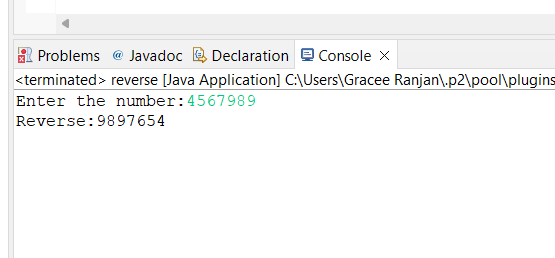 Problems @ Javadoc Declaration Console
<terminated> reverse [Java Application] C:\Users\Gracee Ranjan\.p2\pool\plugins
Enter the number:4567989
Reverse:9897654